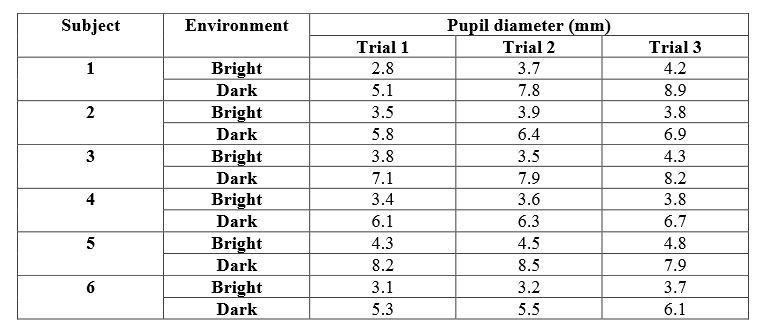 Subject Environment Pupil diameter (mm)
Trial 1 Trial 2 Trial 3
1 Bright 2.8 3.7 4.2
Dark 5.1 7.8 8.9
2 Bright 3.5 3.9 3.8
Dark 5.8 6.4 6.9
3 Bright 3.8 3.5 4.3
Dark 7.1 7.9 8.2
4 Bright 3.4 3.6 3.8
Dark 6.1 6.3 6.7
5 Bright 4.3 4.5 4.8
Dark 8.2 8.5 7.9
6 Bright 3.1 3.2 3.7
Dark 5.3 5.5 6.1